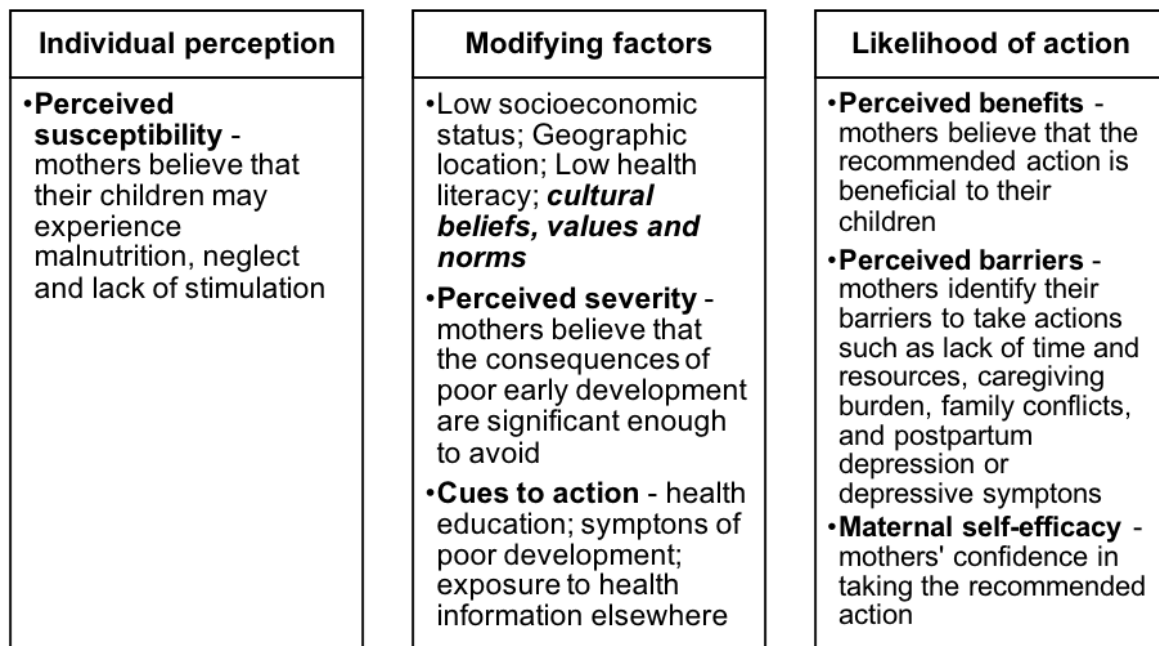 Individual perception
•Perceived
susceptibility -
mothers believe that
their children may
experience
malnutrition, neglect
and lack of stimulation
Modifying factors
•Low socioeconomic
status; Geographic
location; Low health
literacy; cultural
beliefs, values and
norms
•Perceived severity -
mothers believe that
the consequences of
poor early development
are significant enough
to avoid
•Cues to action - health
education; symptoms of
poor development;
exposure to health
information elsewhere
Likelihood of action
•Perceived benefits -
mothers believe that the
recommended action is
beneficial to their
children
•Perceived barriers -
mothers identify their
barriers to take actions
such as lack of time and
resources, caregiving
burden, family conflicts,
and postpartum
depression or
depressive symptons
•Maternal self-efficacy -
mothers' confidence in
taking the recommended
action